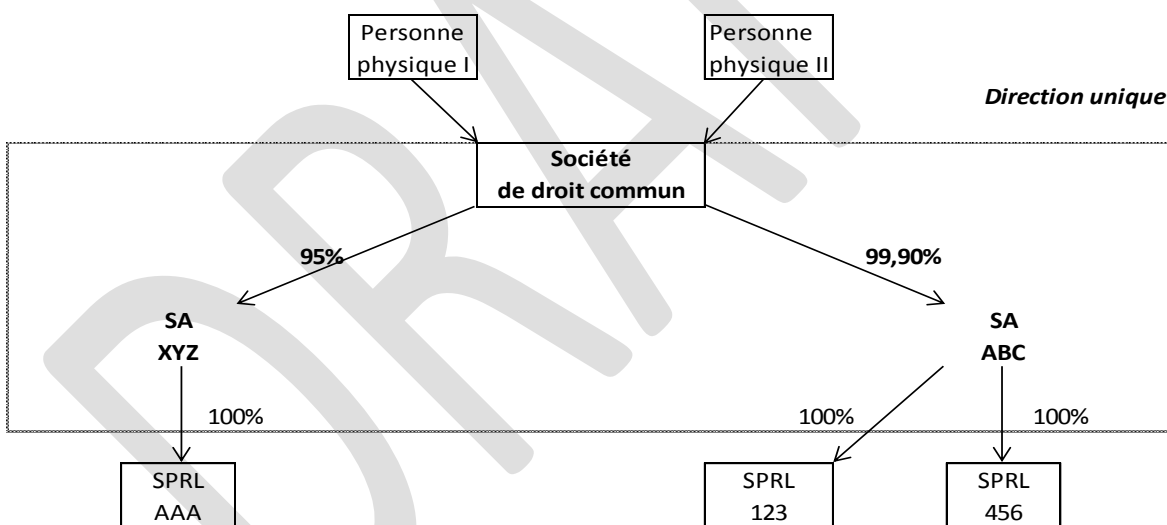 Personne
physique I
Personne
physique II
Direction unique
Société
de droit commun
95%
99,90%
SA
XYZ
SA
ABC
100%
100%
100%
SPRL
AAA
SPRL
123
SPRL
456
DRA